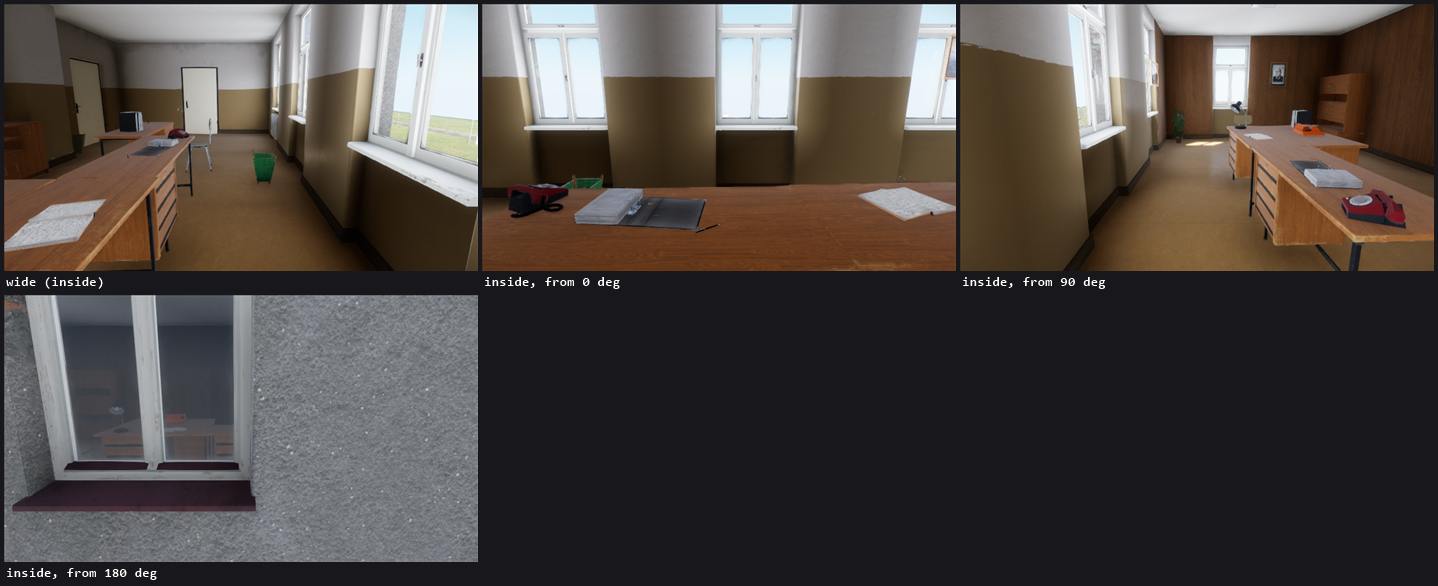 wide (inside)
inside, from 0 deg
inside, from 90 deg
inside, from 180 deg